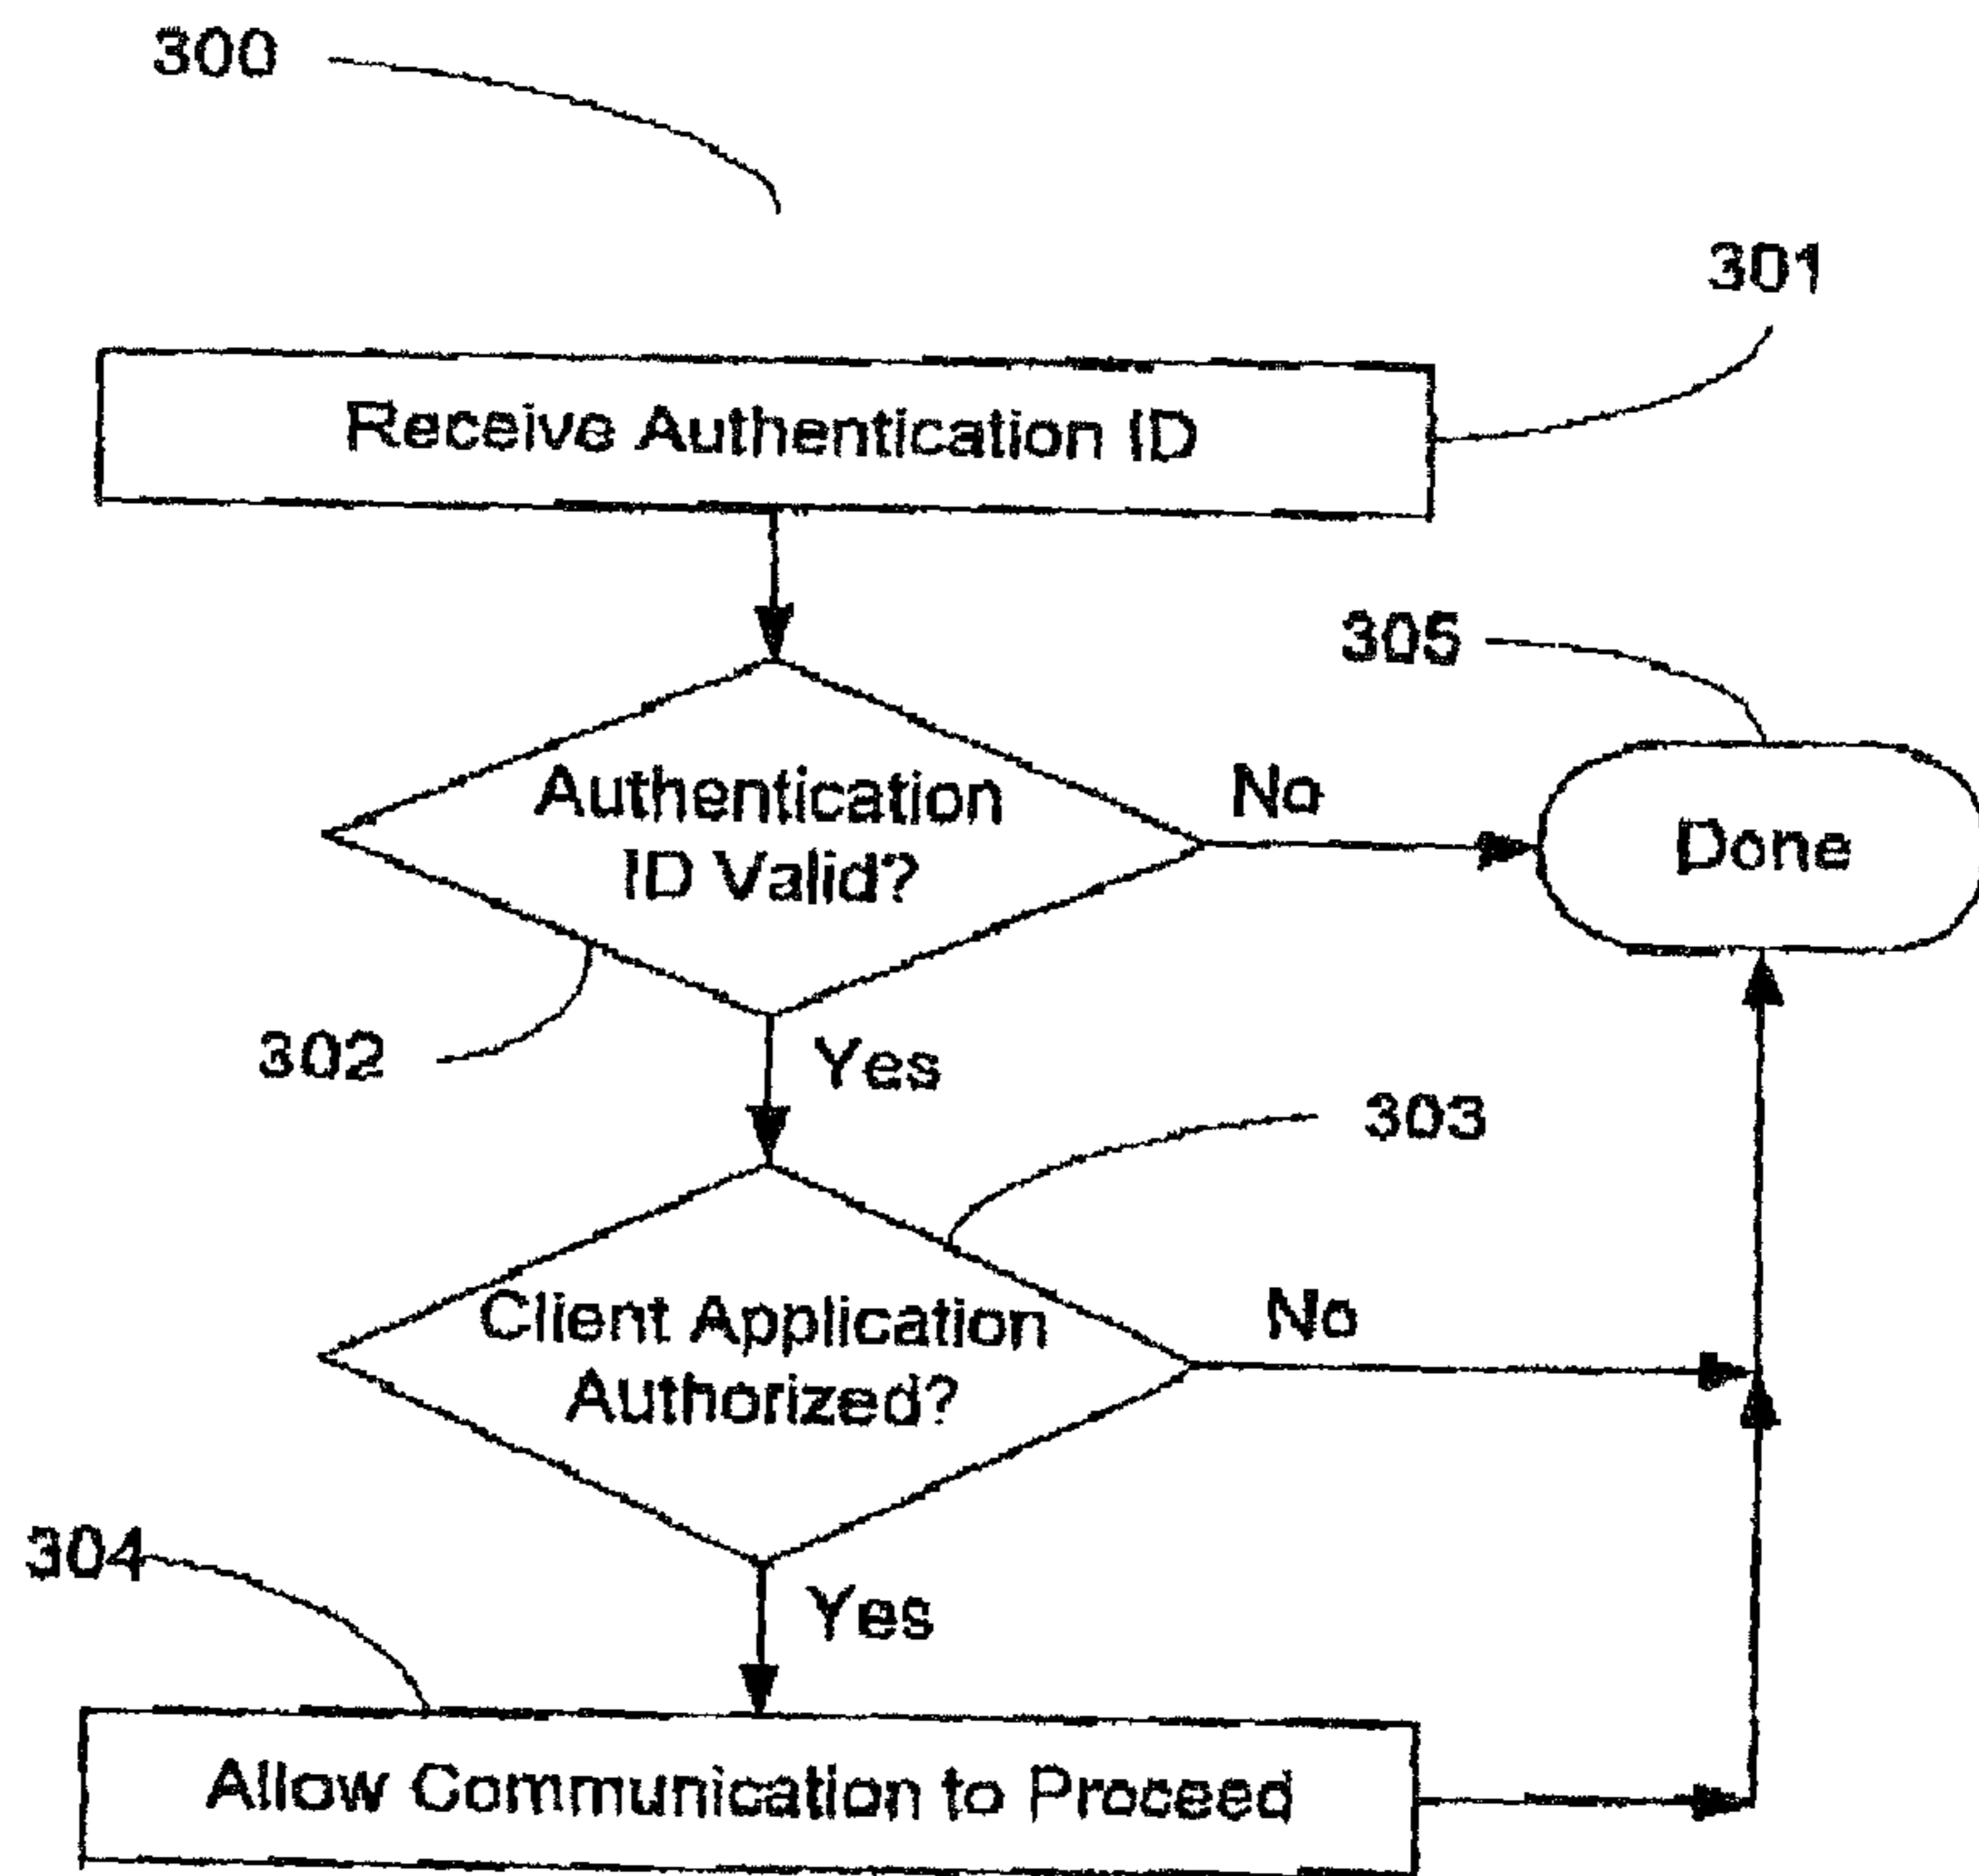 300
301
Receive Authentication ID
305
Authentication
ID Valid?
No
Done
302
Yes
303
Client Application
Authorized?
No
304
Yes
Allow Communication to Proceed